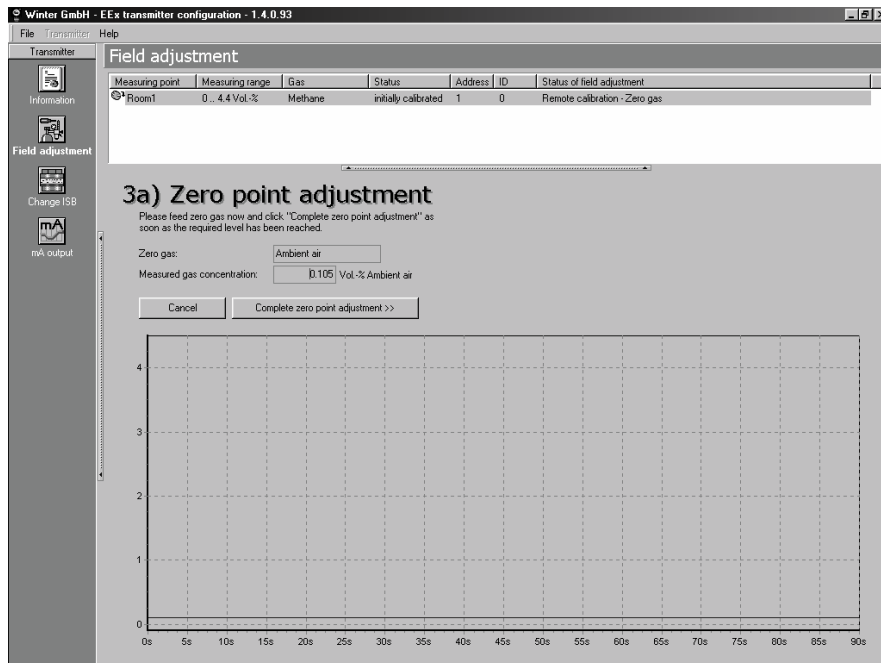 Winter GmbH - EEx transmitter configuration - 1.4.0.93
File Transmitter Help
Transmitter
Information
Field adjustment
Change ISB
mA
mA output
Field adjustment
Measuring point Measuring range Gas Status Address ID Status of field adjustment
Room1 0 .. 4.4 Vol.-% Methane initially calibrated 1 0 Remote calibration - Zero gas
3a) Zero point adjustment
Please feed zero gas now and click "Complete zero point adjustment" as
soon as the required level has been reached.
Zero gas: Ambient air
Measured gas concentration: 0.105 Vol.-% Ambient air
Cancel Complete zero point adjustment >>
4
3
2
1
0
0s 5s 10s 15s 20s 25s 30s 35s 40s 45s 50s 55s 60s 65s 70s 75s 80s 85s 90s